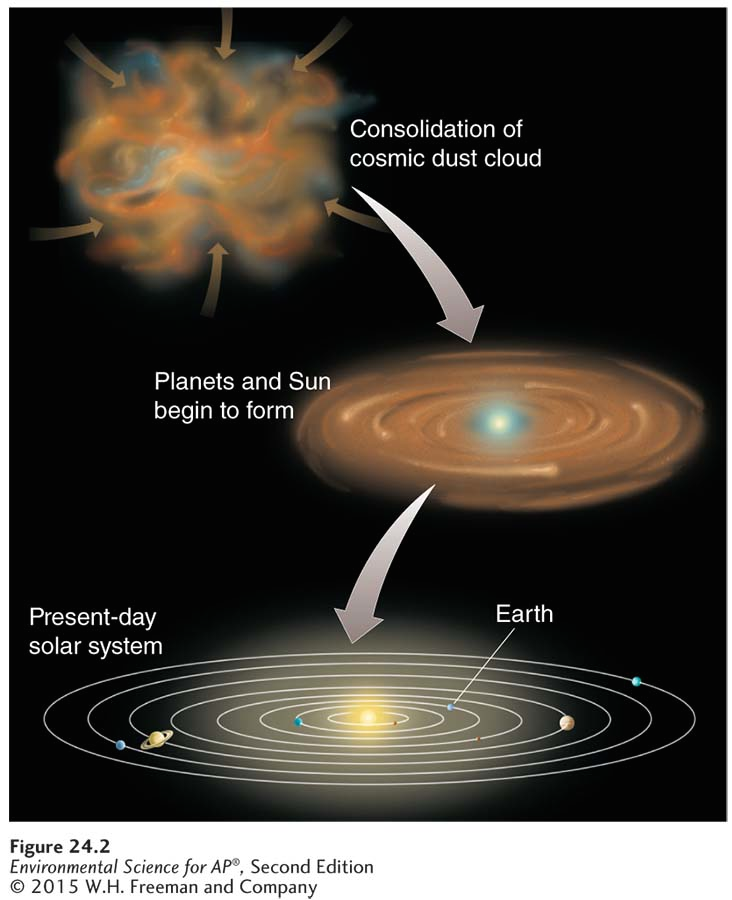 Consolidation of
cosmic dust cloud
Planets and Sun
begin to form
Present-day
solar system
Earth
Figure 24.2
Environmental Science for AP®, Second Edition
© 2015 W.H. Freeman and Company